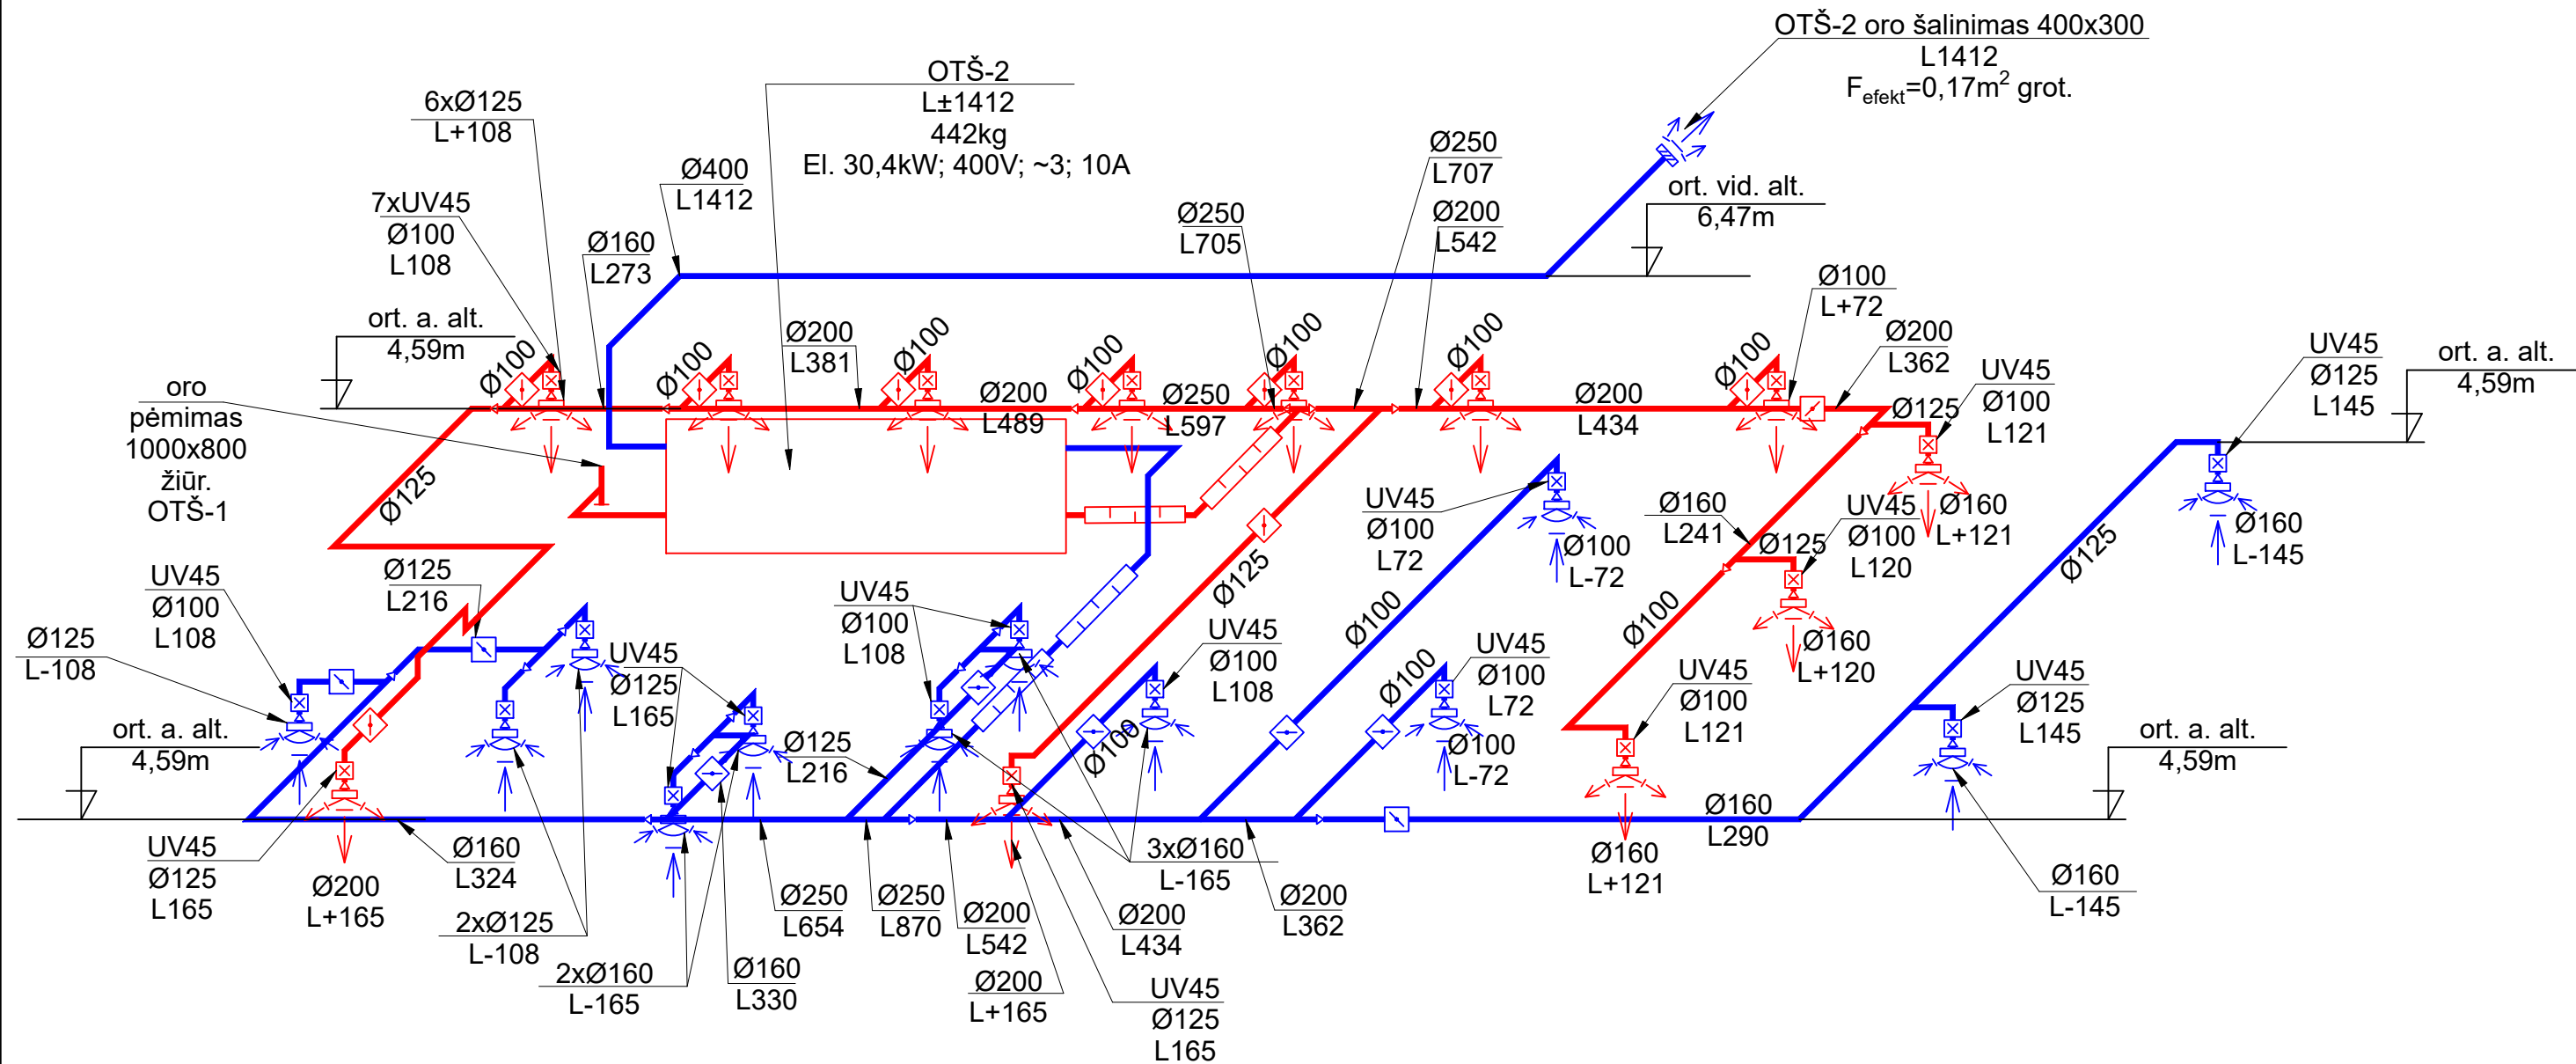 OTŠ-2 oro šalinimas 400x300
L1412
Fefekt=0,17m² grot.
OTŠ-2
L±1412
442kg
El. 30,4kW; 400V; ~3; 10A
6xØ125
L+108
Ø400
L1412
Ø250
L707
7xUV45
Ø100
L108
Ø160
L273
Ø250
L705
Ø200
L542
ort. vid. alt.
6,47m
ort. a. alt.
4,59m
Ø100
L+72
Ø200
L381
Ø200
L362
Ø100
Ø100
Ø100
Ø100
Ø100
Ø100
Ø100
UV45
Ø125
L145
ort. a. alt.
4,59m
UV45
Ø100
L121
oro
pėmimas
1000x800
žiūr.
OTŠ-1
Ø200
L489
Ø250
L597
Ø200
L434
Ø125
Ø125
UV45
Ø100
L72
Ø100
L-72
Ø160
L241
Ø125
UV45
Ø100
L120
Ø160
L+121
Ø160
L-145
Ø125
UV45
Ø100
L108
Ø125
L216
Ø125
L-108
UV45
Ø125
L165
UV45
Ø100
L108
Ø125
Ø100
Ø100
Ø160
L+120
UV45
Ø100
L108
UV45
Ø100
L72
Ø100
Ø100
L-72
UV45
Ø100
L121
UV45
Ø125
L145
ort. a. alt.
4,59m
Ø125
L216
Ø100
ort. a. alt.
4,59m
UV45
Ø125
L165
Ø200
L+165
Ø160
L324
2xØ125
L-108
2xØ160
L-165
Ø160
L330
Ø250
L654
Ø250
L870
Ø200
L542
Ø200
L+165
Ø200
L434
3xØ160
L-165
UV45
Ø125
L165
Ø200
L362
Ø160
L+121
Ø160
L290
Ø160
L-145